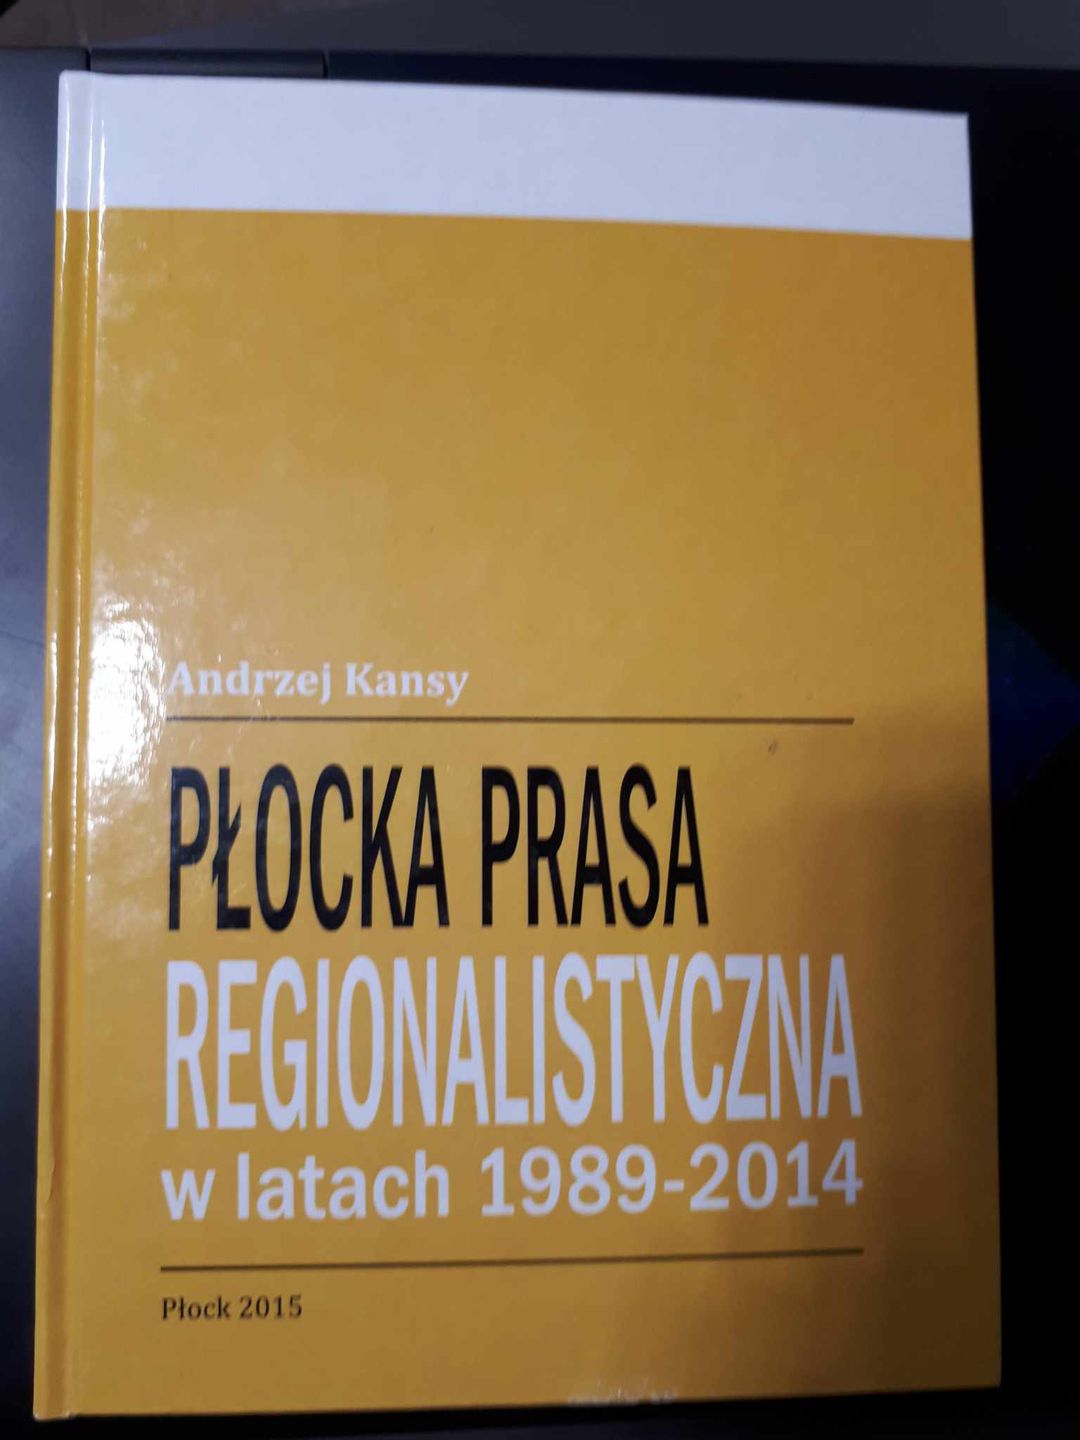 Andrzej Kansy
PŁOCKA PRASA
REGIONALISTYCZNA
w latach 1989-2014
Płock 2015